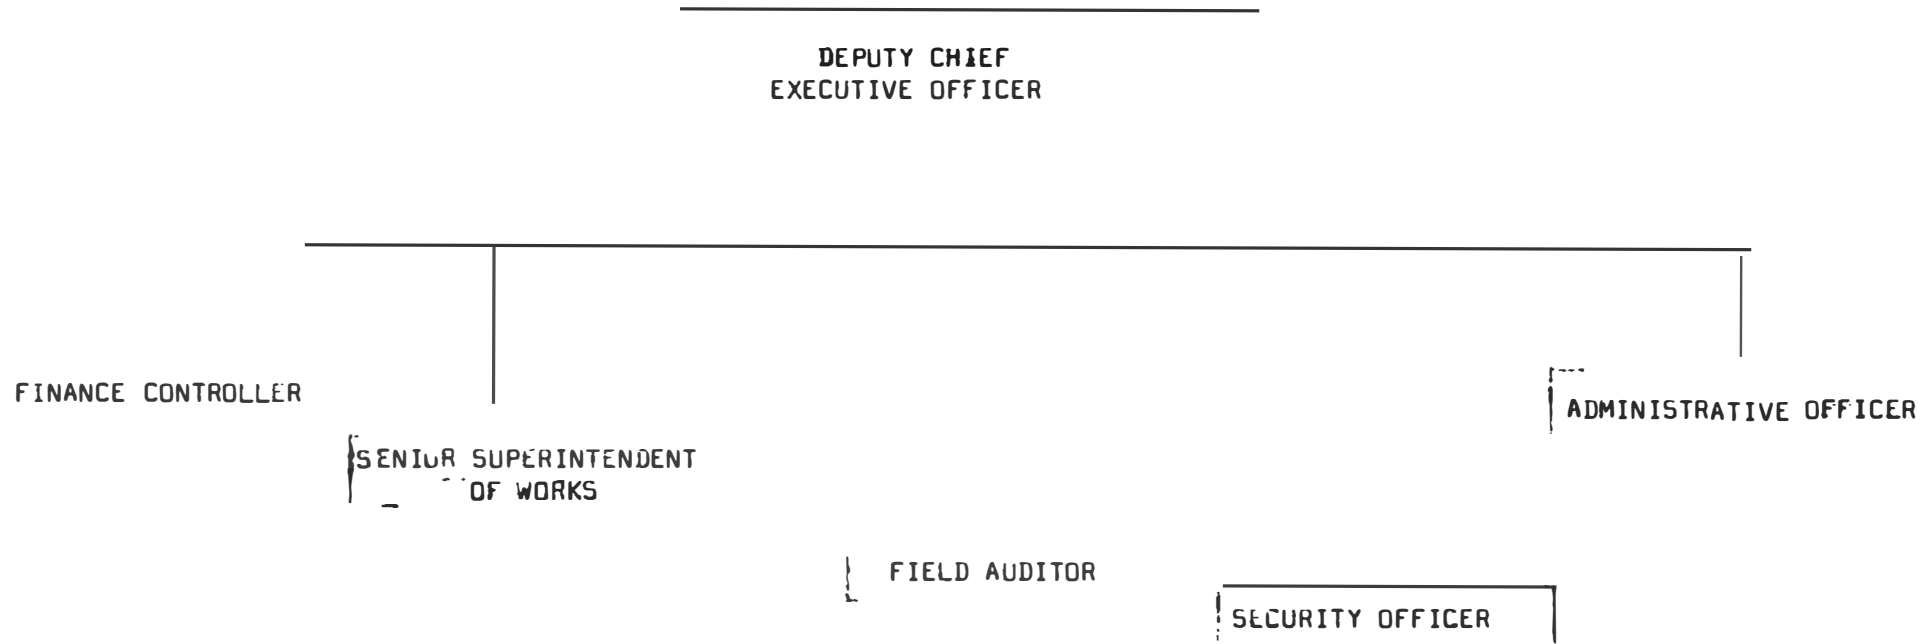 DEPUTY CHIEF
EXECUTIVE OFFICER
FINANCE CONTROLLER
ADMINISTRATIVE OFFICER
SENIOR SUPERINTENDENT
OF WORKS
FIELD AUDITOR
SECURITY OFFICER